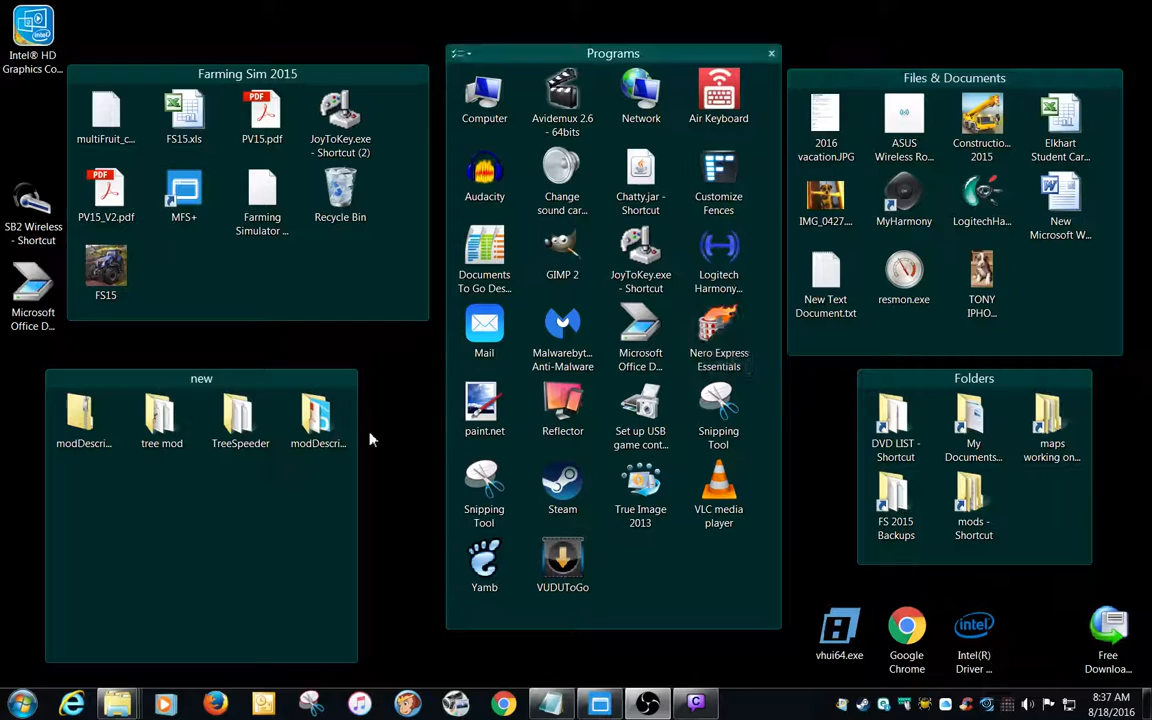 Intel® HD
Graphics Co...
SB2 Wireless
- Shortcut
Microsoft
Office D...
Farming Sim 2015
multiFruit_c...
FS15.xls
PDF
PV15.pdf
JoyToKey.exe
- Shortcut (2)
PDF
PV15_V2.pdf
MFS+
Farming
Simulator ...
Recycle Bin
FS15
new
modDescri...
tree mod
TreeSpeeder
modDescri...
Programs
Computer
Avidemux 2.6
- 64bits
Network
Air Keyboard
Audacity
Change
sound car...
Chatty.jar -
Shortcut
Customize
Fences
Documents
To Go Des...
GIMP 2
JoyToKey.exe
- Shortcut
Logitech
Harmony...
Mail
Malwarebyt...
Anti-Malware
Microsoft
Office D...
Nero Express
Essentials
paint.net
Reflector
Set up USB
game cont...
Snipping
Tool
Snipping
Tool
Steam
True Image
2013
VLC media
player
Yamb
VUDUToGo
Files & Documents
2016
vacation.JPG
ASUS
Wireless Ro...
Constructio...
2015
Elkhart
Student Car...
IMG_0427....
MyHarmony
LogitechHa...
New
Microsoft W...
New Text
Document.txt
resmon.exe
TONY
IPHO...
Folders
DVD LIST -
Shortcut
My
Documents...
maps
working on...
FS 2015
Backups
mods -
Shortcut
vhui64.exe
Google
Chrome
intel
Intel(R)
Driver ...
Free
Downloa...
8:37 AM
8/18/2016